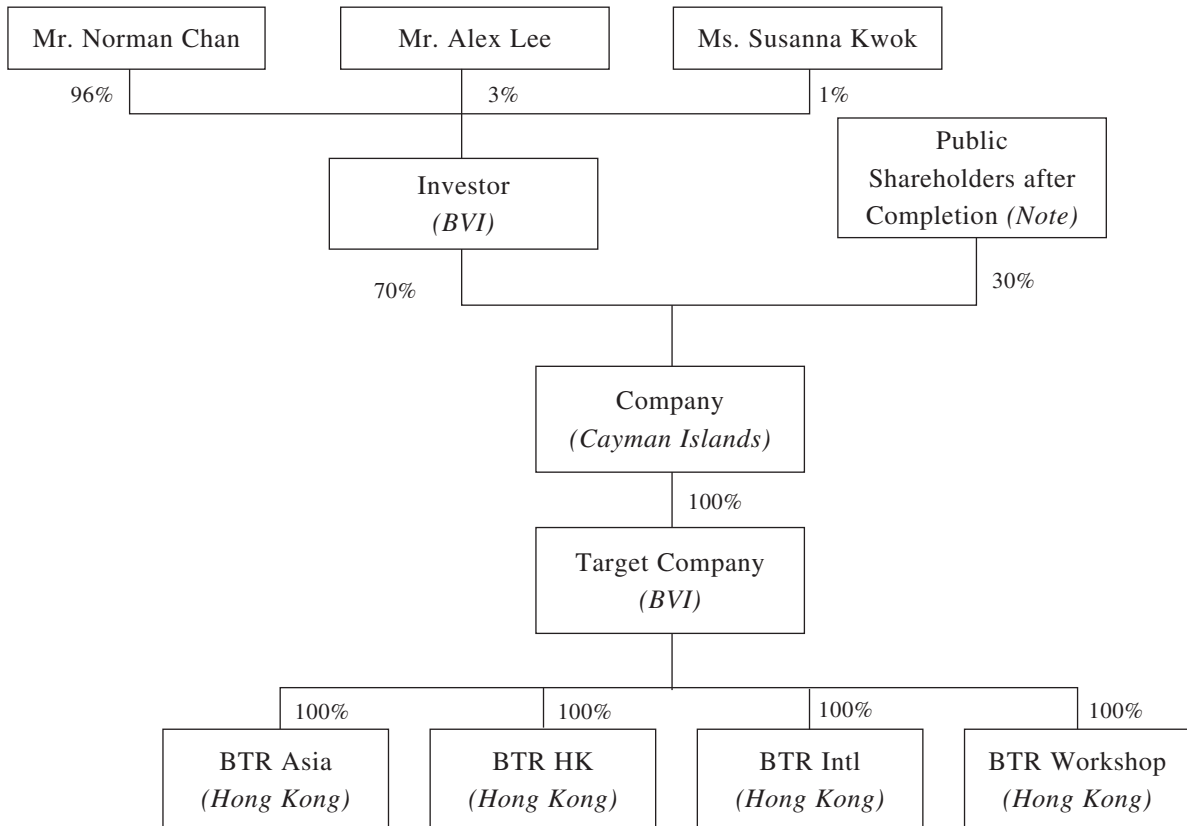 Mr. Norman Chan
Mr. Alex Lee
Ms. Susanna Kwok
96%
3%
1%
Investor
(BVI)
Public
Shareholders after
Completion (Note)
70%
30%
Company
(Cayman Islands)
100%
Target Company
(BVI)
100%
100%
100%
100%
BTR Asia
(Hong Kong)
BTR HK
(Hong Kong)
BTR Intl
(Hong Kong)
BTR Workshop
(Hong Kong)